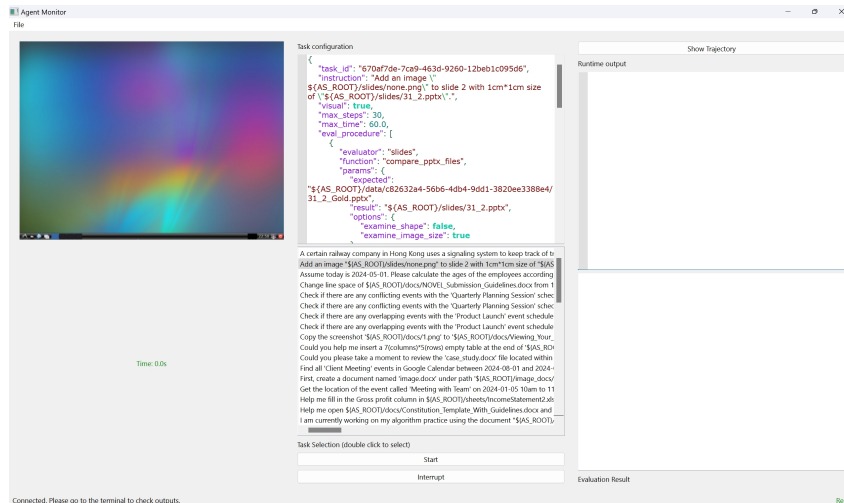 Agent Monitor
File
Task configuration
{
"task_id": "670af7de-7ca9-463d-9260-12beb1c095d6",
"instruction": "Add an image \"
${AS_ROOT}/slides/none.png\" to slide 2 with 1cm*1cm size
of \"${AS_ROOT}/slides/31_2.pptx\".",
"visual": true,
"max_steps": 30,
"max_time": 60.0,
"eval_procedure": [
{
"evaluator": "slides",
"function": "compare_pptx_files",
"params": {
"expected":
"${AS_ROOT}/data/c82632a4-56b6-4db4-9dd1-3820ee3388e4/
31_2_Gold.pptx",
"result": "${AS_ROOT}/slides/31_2.pptx",
"options": {
"examine_shape": false,
"examine_image_size": true
A certain railway company in Hong Kong uses a signaling system to keep track of
Add an image "${AS_ROOT}/slides/none.png" to slide 2 with 1cm*1cm size of "${AS
Assume today is 2024-05-01. Please calculate the ages of the employees according
Change line space of ${AS_ROOT}/docs/NOVEL_Submission_Guidelines.docx from 1
Check if there are any conflicting events with the 'Quarterly Planning Session' sched
Check if there are any conflicting events with the 'Quarterly Planning Session' sched
Check if there are any overlapping events with the 'Product Launch' event schedule
Check if there are any overlapping events with the 'Product Launch' event schedule
Copy the screenshot '${AS_ROOT}/docs/1.png' to '${AS_ROOT}/docs/Viewing_Your_
Could you help me insert a 7(columns)*5(rows) empty table at the end of '${AS_RO
Could you please take a moment to review the 'case_study.docx' file located within
Find all 'Client Meeting' events in Google Calendar between 2024-08-01 and 2024-
First, create a document named 'image.docx' under path '${AS_ROOT}/image_docs/
Get the location of the event called 'Meeting with Team' on 2024-01-05 10am to 11
Help me fill in the Gross profit column in ${AS_ROOT}/sheets/IncomeStatement2.xls
Help me open ${AS_ROOT}/docs/Constitution_Template_With_Guidelines.docx and
I am currently working on my algorithm practice using the document "${AS_ROOT}/
Task Selection (double click to select)
Start
Interrupt
Time: 0.0s
Show Trajectory
Runtime output
Evaluation Result
Connected. Please go to the terminal to check outputs.
Re